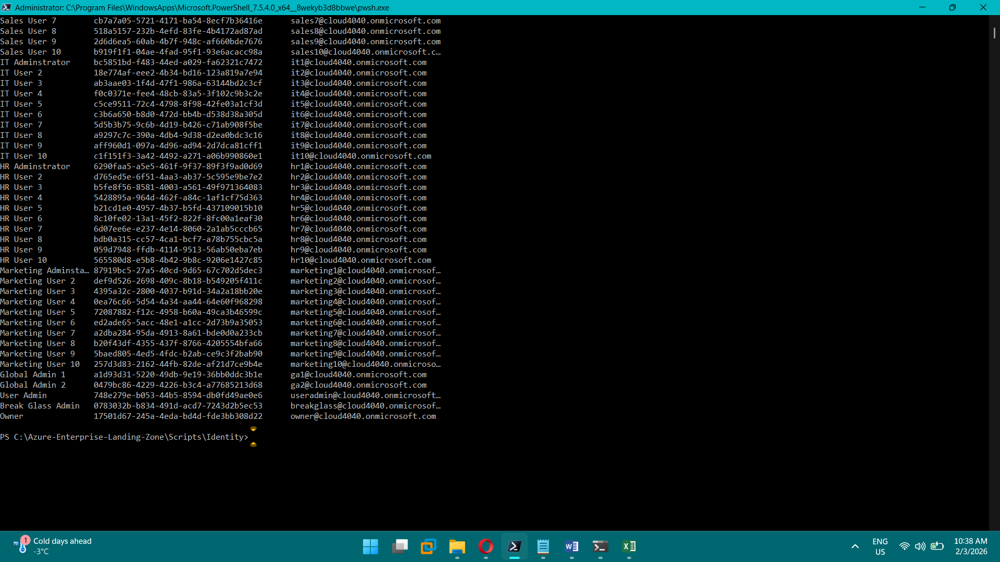 Administrator: C:\Program Files\WindowsApps\Microsoft.PowerShell_7.5.4.0_x64__8wekyb3d8bbwe\pwsh.exe
Sales User 7 cb7a7a05-5721-4171-ba54-8ecf7b36416e sales7@cloud4040.onmicrosoft.com
Sales User 8 518a5157-232b-4efd-83fe-4b4172ad87ad sales8@cloud4040.onmicrosoft.com
Sales User 9 2d6d6ea5-60ab-4b7f-948c-af660bde7676 sales9@cloud4040.onmicrosoft.com
Sales User 10 b919f1f1-04ae-4fad-95f1-93e6acacc98a sales10@cloud4040.onmicrosoft.c…
IT Adminstrator bc5851bd-f483-44ed-a029-fa62321c7472 it1@cloud4040.onmicrosoft.com
IT User 2 18e774af-eee2-4b34-bd16-123a819a7e94 it2@cloud4040.onmicrosoft.com
IT User 3 ab3aae03-1f4d-47f1-986a-63144bd2c3cf it3@cloud4040.onmicrosoft.com
IT User 4 f0c0371e-fee4-48cb-83a5-3f102c9b3c2e it4@cloud4040.onmicrosoft.com
IT User 5 c5ce9511-72c4-4798-8f98-42fe03a1cf3d it5@cloud4040.onmicrosoft.com
IT User 6 c3b6a650-b8d0-472d-bb4b-d538d38a305d it6@cloud4040.onmicrosoft.com
IT User 7 5d5b3b75-9c6b-4d19-b426-c71ab908f5be it7@cloud4040.onmicrosoft.com
IT User 8 a9297c7c-390a-4db4-9d38-d2ea0bdc3c16 it8@cloud4040.onmicrosoft.com
IT User 9 aff960d1-097a-4d96-ad94-2d7dca81cff1 it9@cloud4040.onmicrosoft.com
IT User 10 c1f151f3-3a42-4492-a271-a06b990860e1 it10@cloud4040.onmicrosoft.com
HR Adminstrator 6290faa5-a5e5-461f-9f37-89f3f9ad0d69 hr1@cloud4040.onmicrosoft.com
HR User 2 d765ed5e-6f51-4aa3-ab37-5c595e9be7e2 hr2@cloud4040.onmicrosoft.com
HR User 3 b5fe8f56-8581-4003-a561-49f971364083 hr3@cloud4040.onmicrosoft.com
HR User 4 5428895a-964d-462f-a84c-1af1cf75d363 hr4@cloud4040.onmicrosoft.com
HR User 5 b21cd1e0-4957-4b37-b5fd-437109015b10 hr5@cloud4040.onmicrosoft.com
HR User 6 8c10fe02-13a1-45f2-822f-8fc00a1eaf30 hr6@cloud4040.onmicrosoft.com
HR User 7 6d07ee6e-e237-4e14-8060-2a1ab5cccb65 hr7@cloud4040.onmicrosoft.com
HR User 8 bdb0a315-cc57-4ca1-bcf7-a78b755cbc5a hr8@cloud4040.onmicrosoft.com
HR User 9 059d7948-ffdb-4114-9513-56ab50eba7eb hr9@cloud4040.onmicrosoft.com
HR User 10 565580d8-e5b8-4b42-9b8c-9206e1427c85 hr10@cloud4040.onmicrosoft.com
Marketing Adminsta… 87919bc5-27a5-40cd-9d65-67c702d5dec3 marketing1@cloud4040.onmicrosof…
Marketing User 2 def9d526-2698-409c-8b18-b549205f411c marketing2@cloud4040.onmicrosof…
Marketing User 3 4395a32c-2800-4037-b91d-34a2a18bb20e marketing3@cloud4040.onmicrosof…
Marketing User 4 0ea76c66-5d54-4a34-aa44-64e60f968298 marketing4@cloud4040.onmicrosof…
Marketing User 5 72087882-f12c-4958-b60a-49ca3b46599c marketing5@cloud4040.onmicrosof…
Marketing User 6 ed2ade65-5acc-48e1-a1cc-2d73b9a35053 marketing6@cloud4040.onmicrosof…
Marketing User 7 a2dba284-95da-4913-8a61-bde0d0a233cb marketing7@cloud4040.onmicrosof…
Marketing User 8 b20f43df-4355-437f-8766-4205554bfa66 marketing8@cloud4040.onmicrosof…
Marketing User 9 5baed805-4ed5-4fdc-b2ab-ce9c3f2bab90 marketing9@cloud4040.onmicrosof…
Marketing User 10 257d3d83-2162-44fb-82de-af21d7ce9b4e marketing10@cloud4040.onmicroso…
Global Admin 1 a1d93d31-5220-49db-9e19-36bb0ddc3b1e ga1@cloud4040.onmicrosoft.com
Global Admin 2 0479bc86-4229-4226-b3c4-a77685213d68 ga2@cloud4040.onmicrosoft.com
User Admin 748e279e-b053-44b5-8594-db0fd49ae0e6 useradmin@cloud4040.onmicrosoft…
Break Glass Admin 0783032b-b834-491d-acd7-7243d2b5ec53 breakglass@cloud4040.onmicrosof…
Owner 17501d67-245a-4eda-bd4d-fde3bb308d22 owner@cloud4040.onmicrosoft.com
PS C:\Azure-Enterprise-Landing-Zone\Scripts\Identity>
1
Cold days ahead
-3°C
ENG
US
10:38 AM
2/3/2026